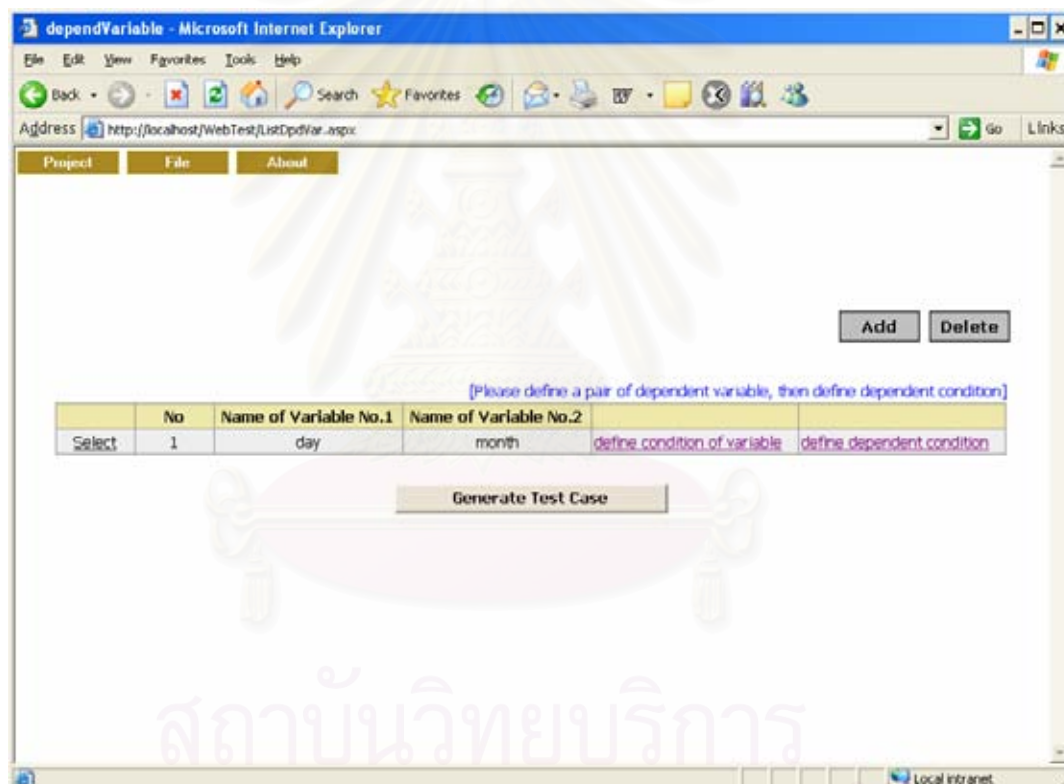 dependVariable - Microsoft Internet Explorer
File Edit View Favorites Tools Help
Back Search Favorites
Address http://localhost/WebTest/ListDpdVar.aspx Go Links
Project File About
Add Delete
[Please define a pair of dependent variable, then define dependent condition]
No Name of Variable No.1 Name of Variable No.2
Select 1 day month define condition of variable define dependent condition
Generate Test Case
สถาบันวิทยบริการ
Local intranet